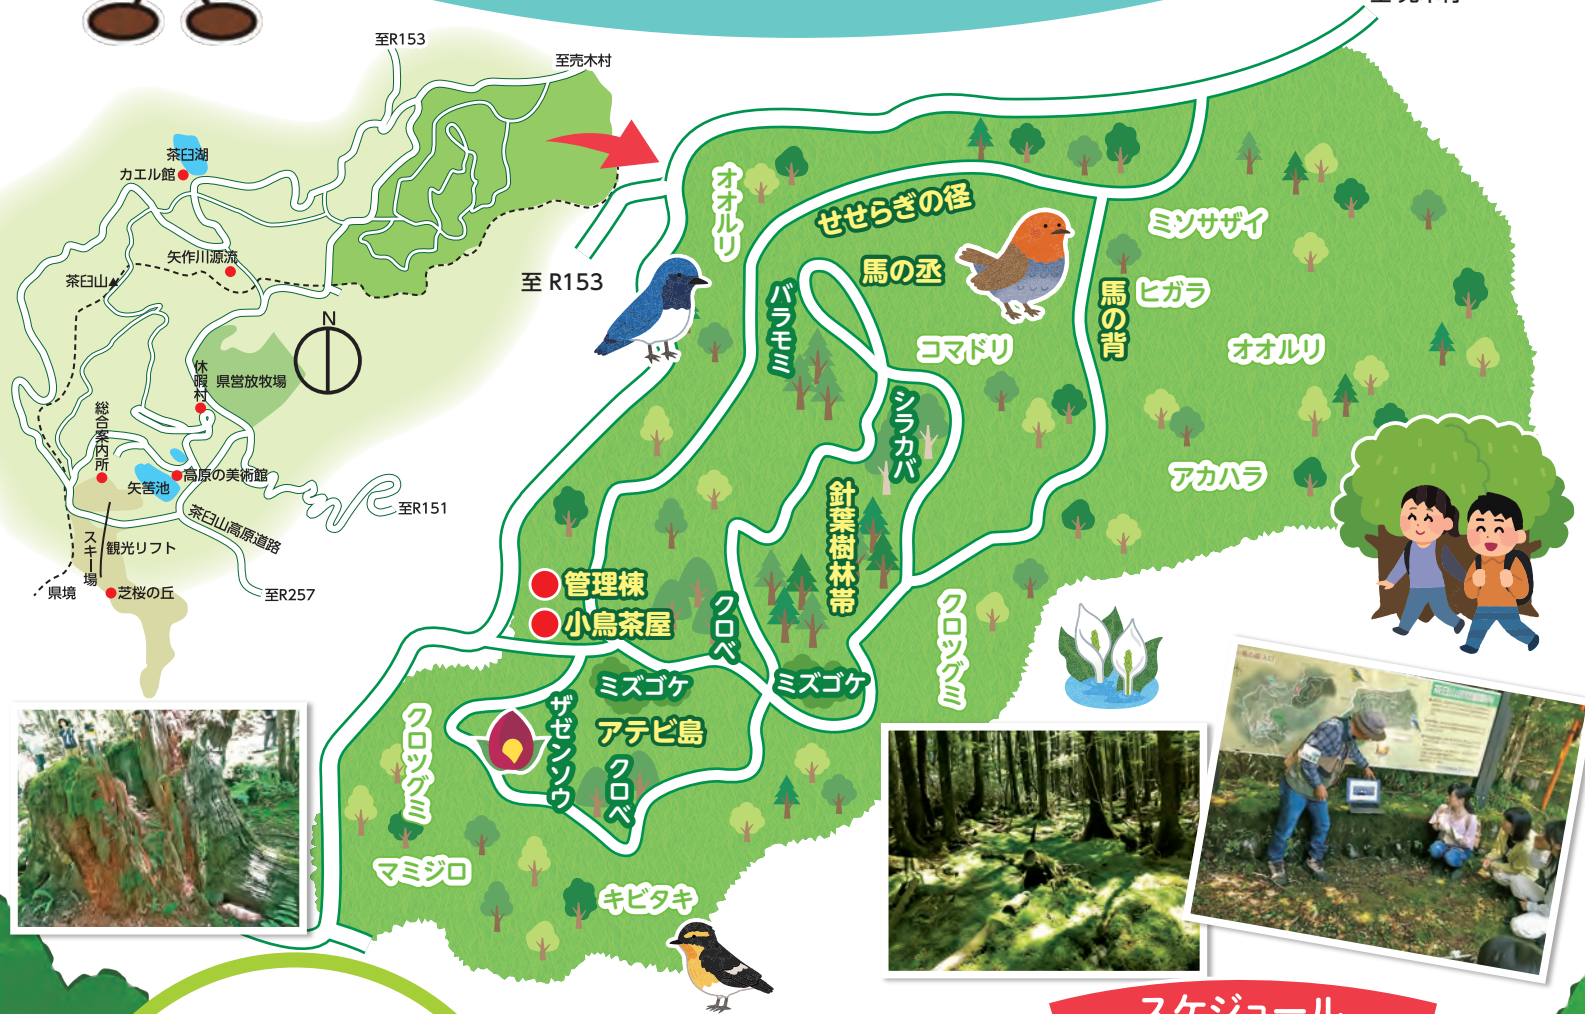 至R153
至売木村
茶臼湖
カエル館
矢作川源流
茶臼山▲
N
休暇村
県営放牧場
総合案内所
高原の美術館
矢筈池
至R151
茶臼山高原道路
スキー場
観光リフト
県境
芝桜の丘
至R257
至 R153
オオルリ
せせらぎの径
馬の丞
ミソサザイ
バラモミ
馬の背
ヒガラ
コマドリ
オオルリ
シラカバ
アカハラ
針葉樹林帯
管理棟
小鳥茶屋
クロベ
クロツグミ
ミズゴケ
ミズゴケ
ザゼンソウ
アテビ島
クロツグミ
クロベ
マミジロ
キビタキ
スケジュール